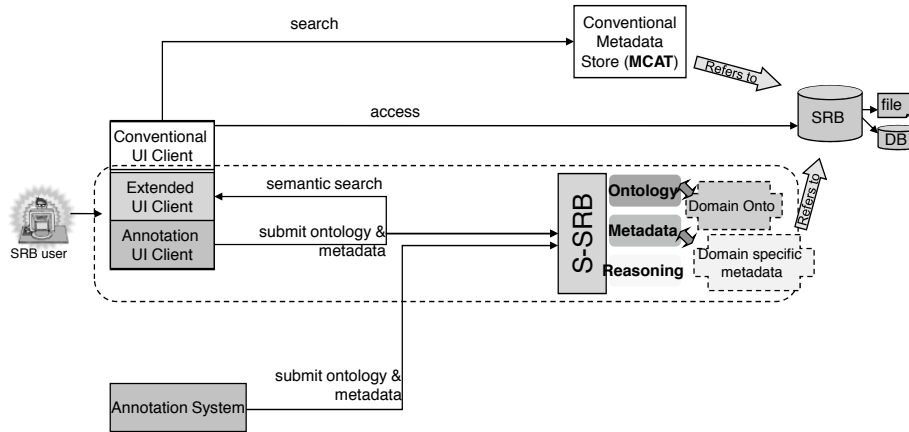 search
Conventional
Metadata
Store (MCAT)
Refers to
access
SRB
file
DB
Conventional
UI Client
Extended
UI Client
Annotation
UI Client
SRB user
semantic search
submit ontology &
metadata
S-SRB
Ontology
Metadata
Reasoning
Domain Onto
Domain specific
metadata
Refers to
submit ontology &
metadata
Annotation System